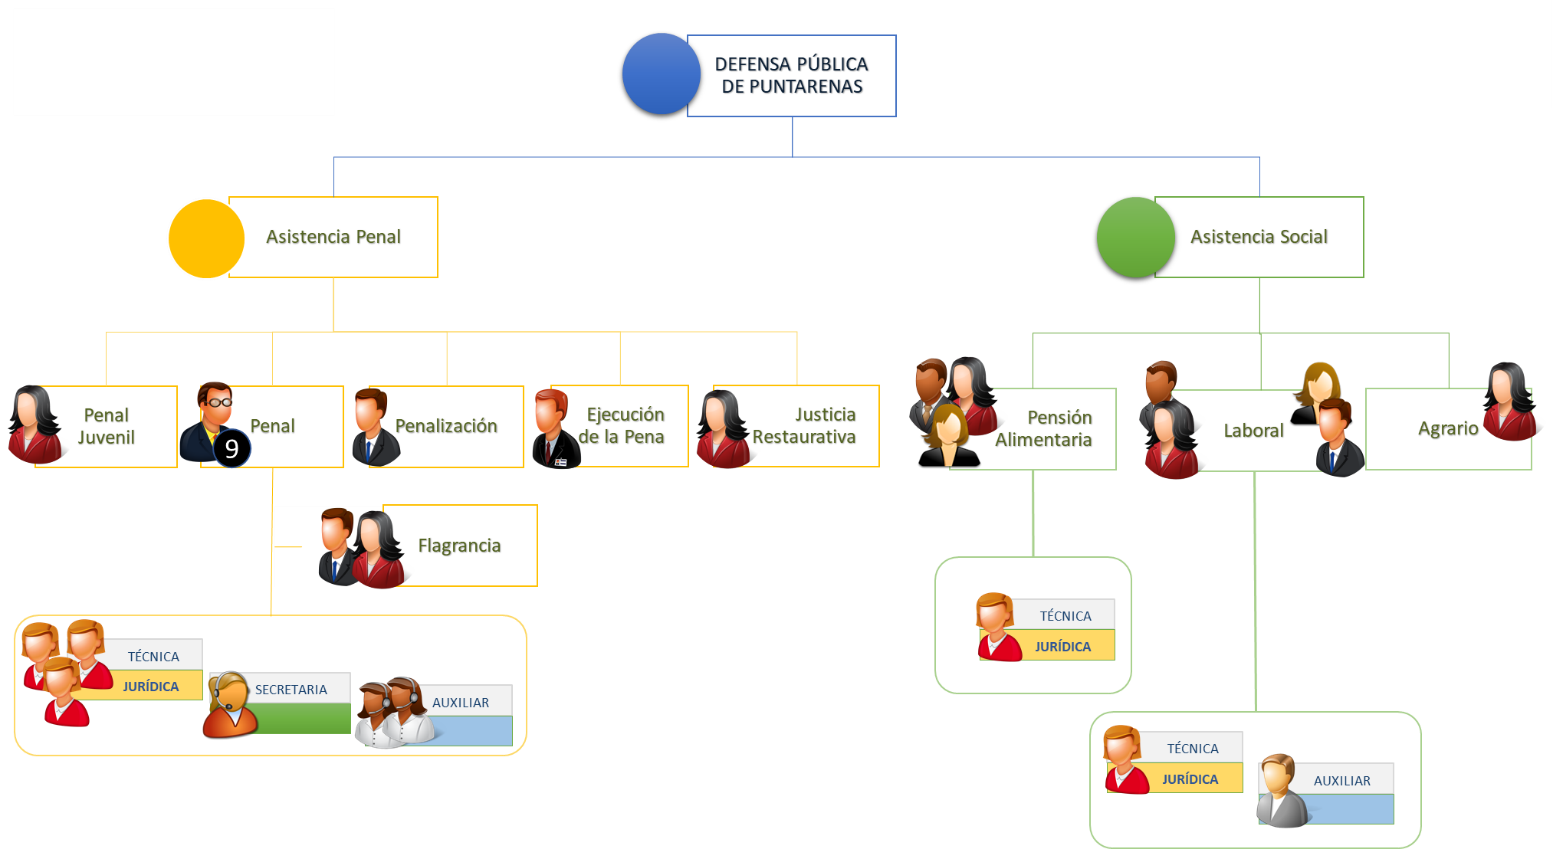 DEFENSA PÚBLICA
DE PUNTARENAS
Asistencia Penal
Asistencia Social
Penal
Juvenil
9
Penal
Penalización
Ejecución
de la Pena
Justicia
Restaurativa
Pensión
Alimentaria
Laboral
Agrario
Flagrancia
TÉCNICA
JURÍDICA
SECRETARIA
AUXILIAR
TÉCNICA
JURÍDICA
TÉCNICA
JURÍDICA
AUXILIAR